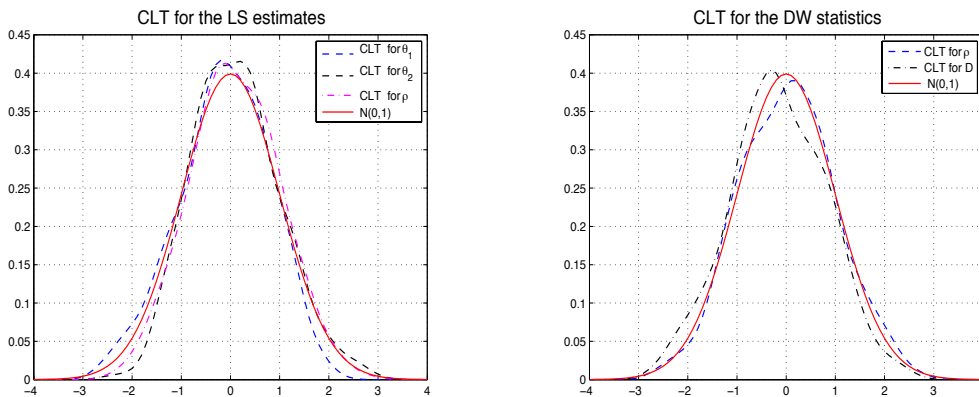 CLT for the LS estimates
0.45
0.4
0.35
0.3
0.25
0.2
0.15
0.1
0.05
0
-4 -3 -2 -1 0 1 2 3 4
CLT for θ1
CLT for θ2
CLT for ρ
N(0,1)
CLT for the DW statistics
0.45
0.4
0.35
0.3
0.25
0.2
0.15
0.1
0.05
0
−4 −3 −2 −1 0 1 2 3
CLT for ρ
CLT for D
N(0,1)